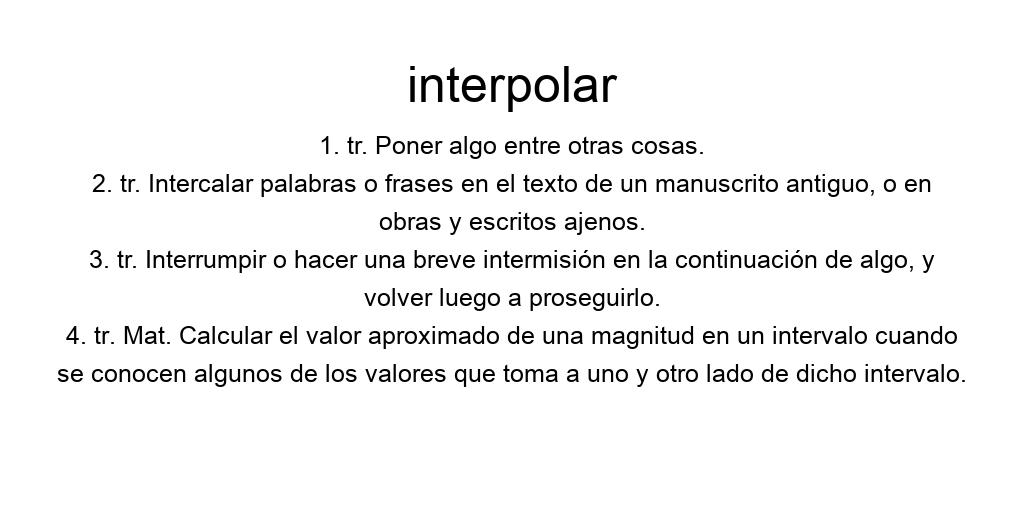 interpolar
1. tr. Poner algo entre otras cosas.
2. tr. Intercalar palabras o frases en el texto de un manuscrito antiguo, o en
obras y escritos ajenos.
3. tr. Interrumpir o hacer una breve intermisión en la continuación de algo, y
volver luego a proseguirlo.
4. tr. Mat. Calcular el valor aproximado de una magnitud en un intervalo cuando
se conocen algunos de los valores que toma a uno y otro lado de dicho intervalo.